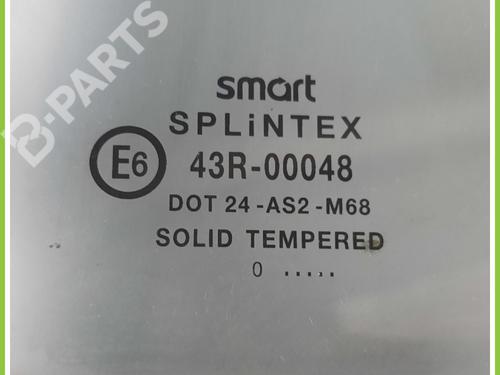 B-PARTS
smart
SPLiNTEX
E6 43R-00048
DOT 24-AS2-M68
SOLID TEMPERED
0 .....